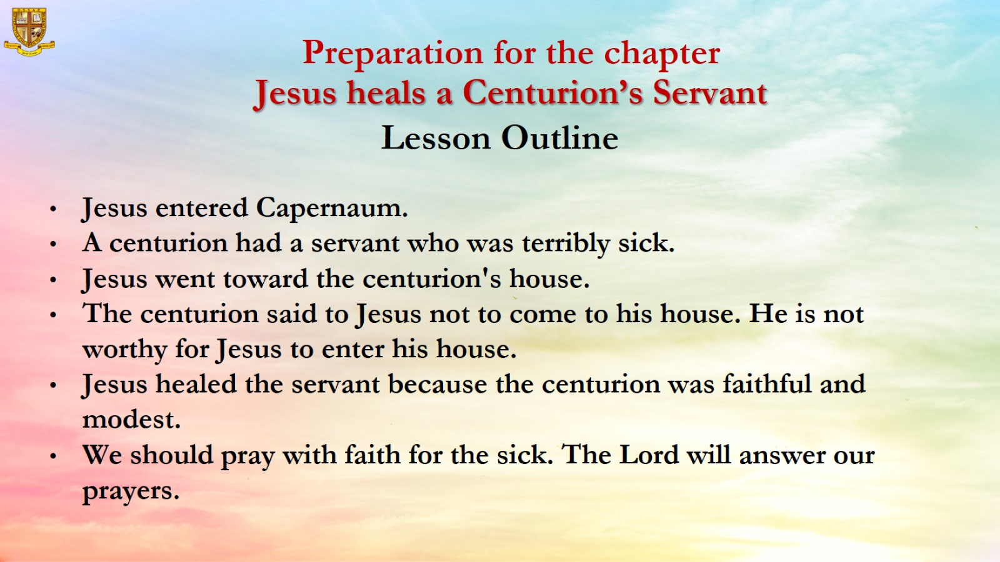 Preparation for the chapter
Jesus heals a Centurion’s Servant
Lesson Outline
• Jesus entered Capernaum.
• A centurion had a servant who was terribly sick.
• Jesus went toward the centurion's house.
• The centurion said to Jesus not to come to his house. He is not
worthy for Jesus to enter his house.
• Jesus healed the servant because the centurion was faithful and
modest.
• We should pray with faith for the sick. The Lord will answer our
prayers.